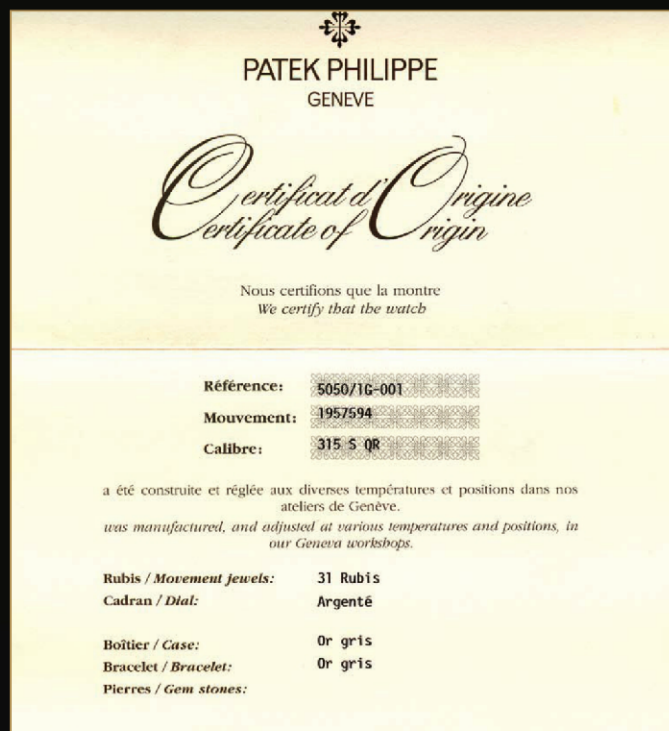 PATEK PHILIPPE
GENEVE
Certificat d'Origine
Certificate of Origin
Nous certifions que la montre
We certify that the watch
Référence: 5050/1G-001
Mouvement: 1957594
Calibre: 315 S QR
a été construite et réglée aux diverses températures et positions dans nos
ateliers de Genève.
was manufactured, and adjusted at various temperatures and positions, in
our Geneva workshops.
Rubis / Movement jewels: 31 Rubis
Cadran / Dial: Argenté
Boîtier / Case: Or gris
Bracelet / Bracelet: Or gris
Pierres / Gem stones: